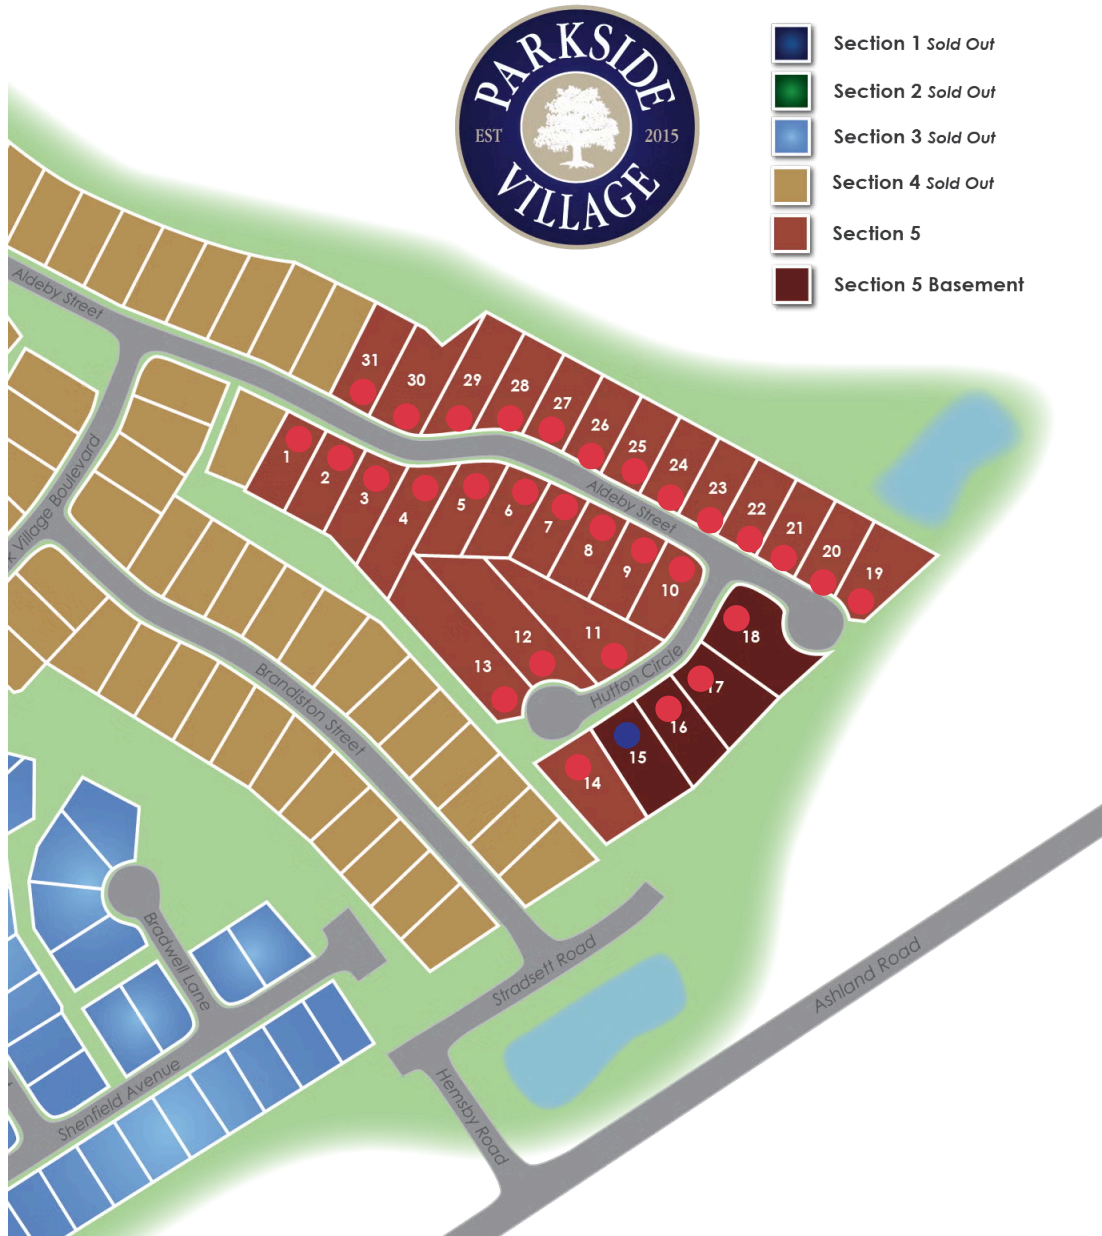 PARKSIDE
EST 2015
VILLAGE
Section 1 Sold Out
Section 2 Sold Out
Section 3 Sold Out
Section 4 Sold Out
Section 5
Section 5 Basement
Aldeby Street
31
30
29
28
27
26
25
24
23
22
21
20
19
1
2
3
4
5
6
7
8
9
10
Aldeby Street
11
12
13
18
17
16
15
14
Hutton Circle
Village Boulevard
Brandiston Street
Bradwell Lane
Shenfield Avenue
Stradsett Road
Hemsby Road
Ashland Road